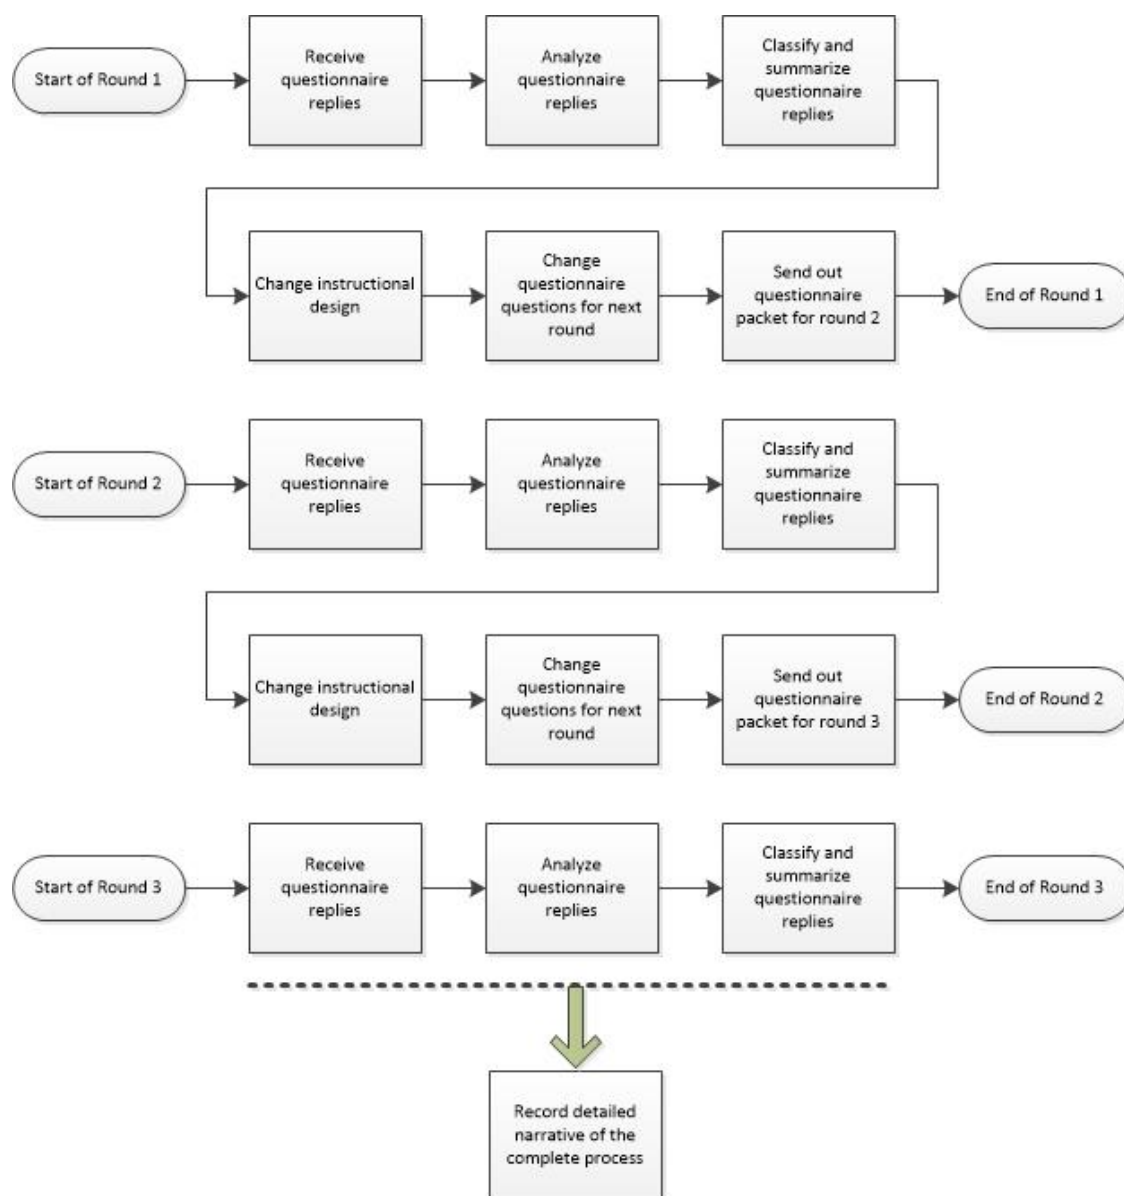 Start of Round 1
Receive
questionnaire
replies
Analyze
questionnaire
replies
Classify and
summarize
questionnaire
replies
Change instructional
design
Change
questionnaire
questions for next
round
Send out
questionnaire
packet for round 2
End of Round 1
Start of Round 2
Receive
questionnaire
replies
Analyze
questionnaire
replies
Classify and
summarize
questionnaire
replies
Change instructional
design
Change
questionnaire
questions for next
round
Send out
questionnaire
packet for round 3
End of Round 2
Start of Round 3
Receive
questionnaire
replies
Analyze
questionnaire
replies
Classify and
summarize
questionnaire
replies
End of Round 3
Record detailed
narrative of the
complete process